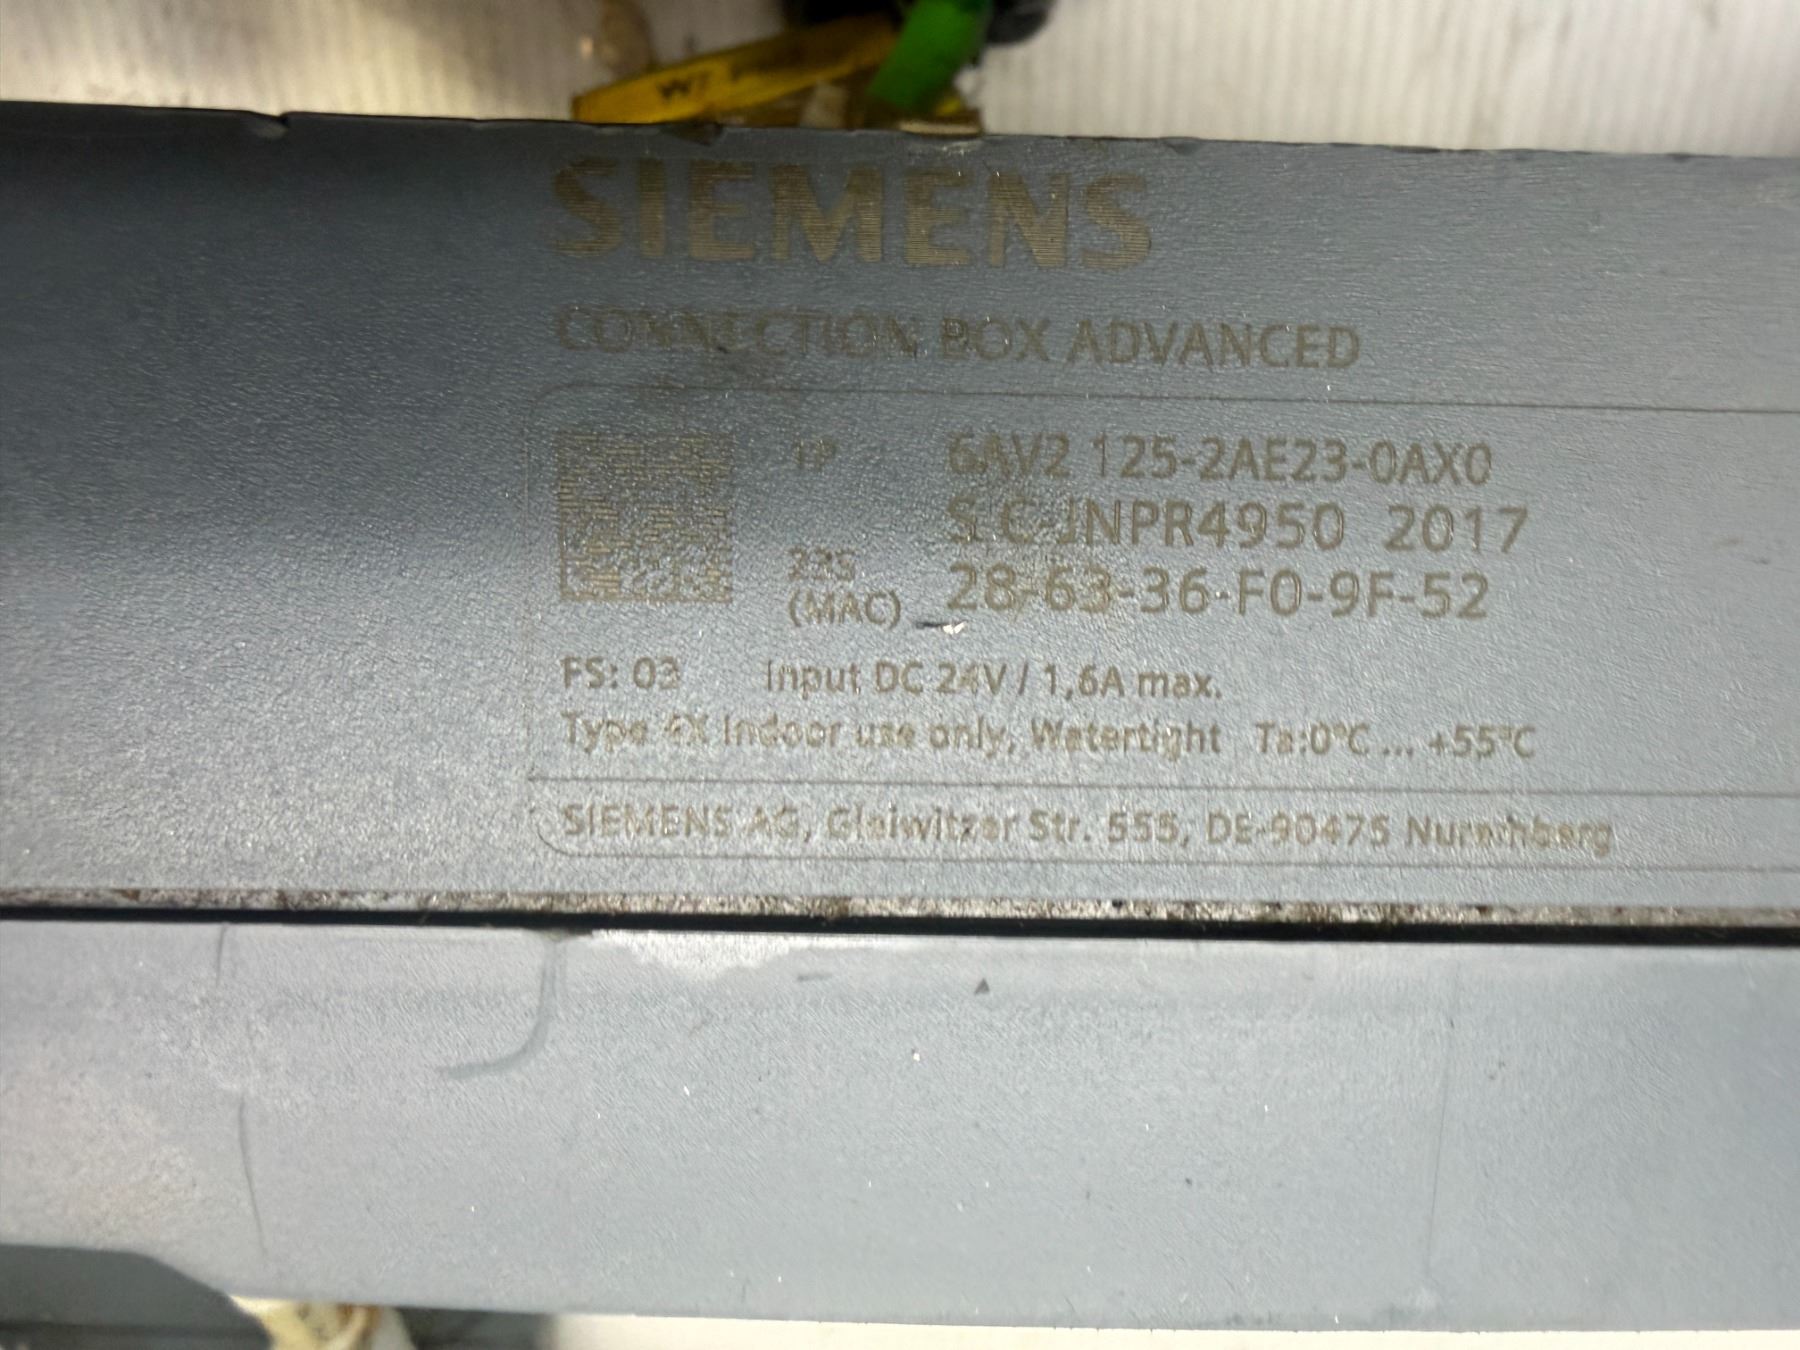 W7
SIEMENS
CONNECTION BOX ADVANCED
1P 6AV2 125-2AE23-0AX0
S C-JNPR4950 2017
22S (MAC) 28-63-36-F0-9F-52
FS: 03 Input DC 24V / 1,6A max.
Type 4X Indoor use only, Watertight Ta:0°C ... +55°C
SIEMENS AG, Gleiwitzer Str. 555, DE-90475